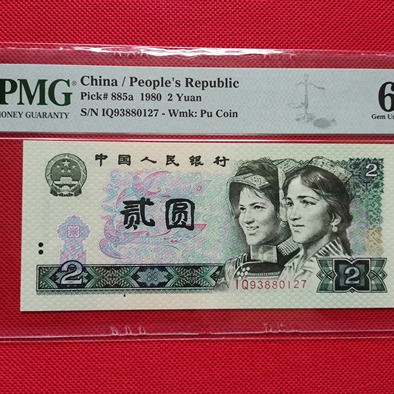 PMG
MONEY GUARANTY
China / People's Republic
Pick# 885a 1980 2 Yuan
S/N IQ93880127 - Wmk: Pu Coin
6
Gem Un
中国人民银行
2
贰圆
2
2
IQ93880127